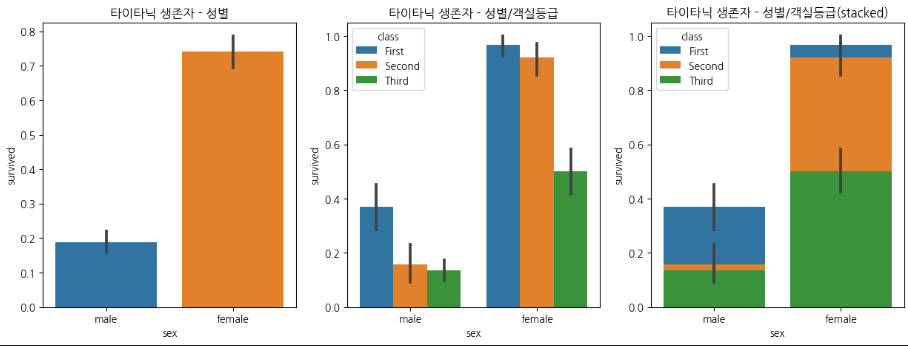 타이타닉 생존자 - 성별
0.8
0.7
0.6
0.5
0.4
0.3
0.2
0.1
0.0
survived
male
female
sex
타이타닉 생존자 - 성별/객실등급
class
First
Second
Third
1.0
0.8
0.6
0.4
0.2
0.0
survived
male
female
sex
타이타닉 생존자 - 성별/객실등급(stacked)
class
First
Second
Third
1.0
0.8
0.6
0.4
0.2
0.0
survived
male
female
sex